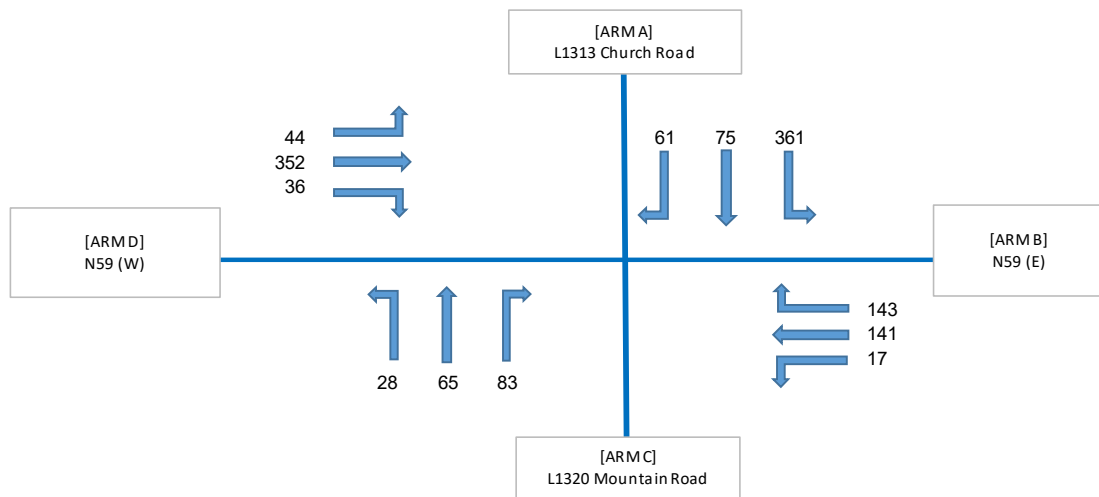 [ARM A]
L1313 Church Road
44
352
36
61 75 361
[ARM D]
N59 (W)
[ARM B]
N59 (E)
143
141
17
28 65 83
[ARM C]
L1320 Mountain Road